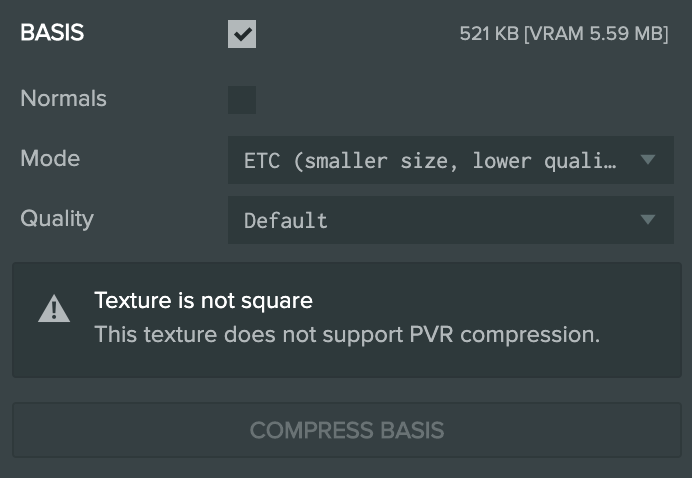 BASIS 521 KB [VRAM 5.59 MB]
Normals
Mode ETC (smaller size, lower quali…
Quality Default
Texture is not square
This texture does not support PVR compression.
COMPRESS BASIS